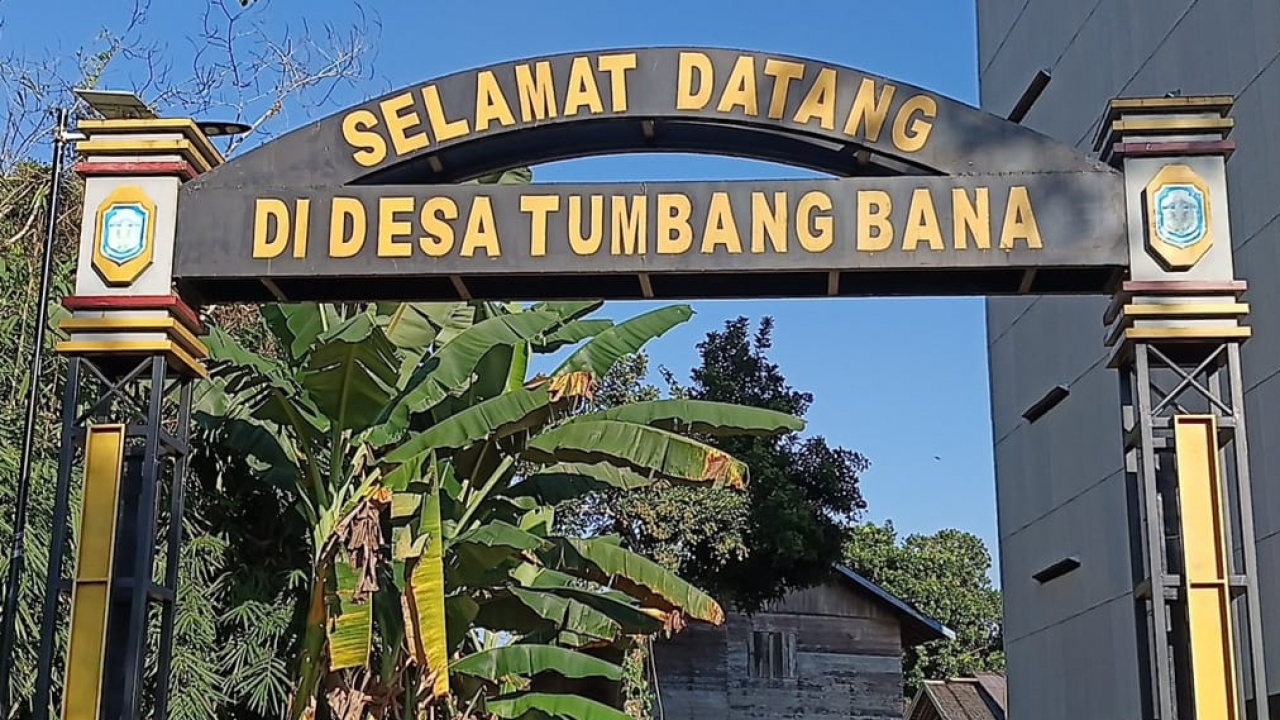 SELAMAT DATANG
DI DESA TUMBANG BANA